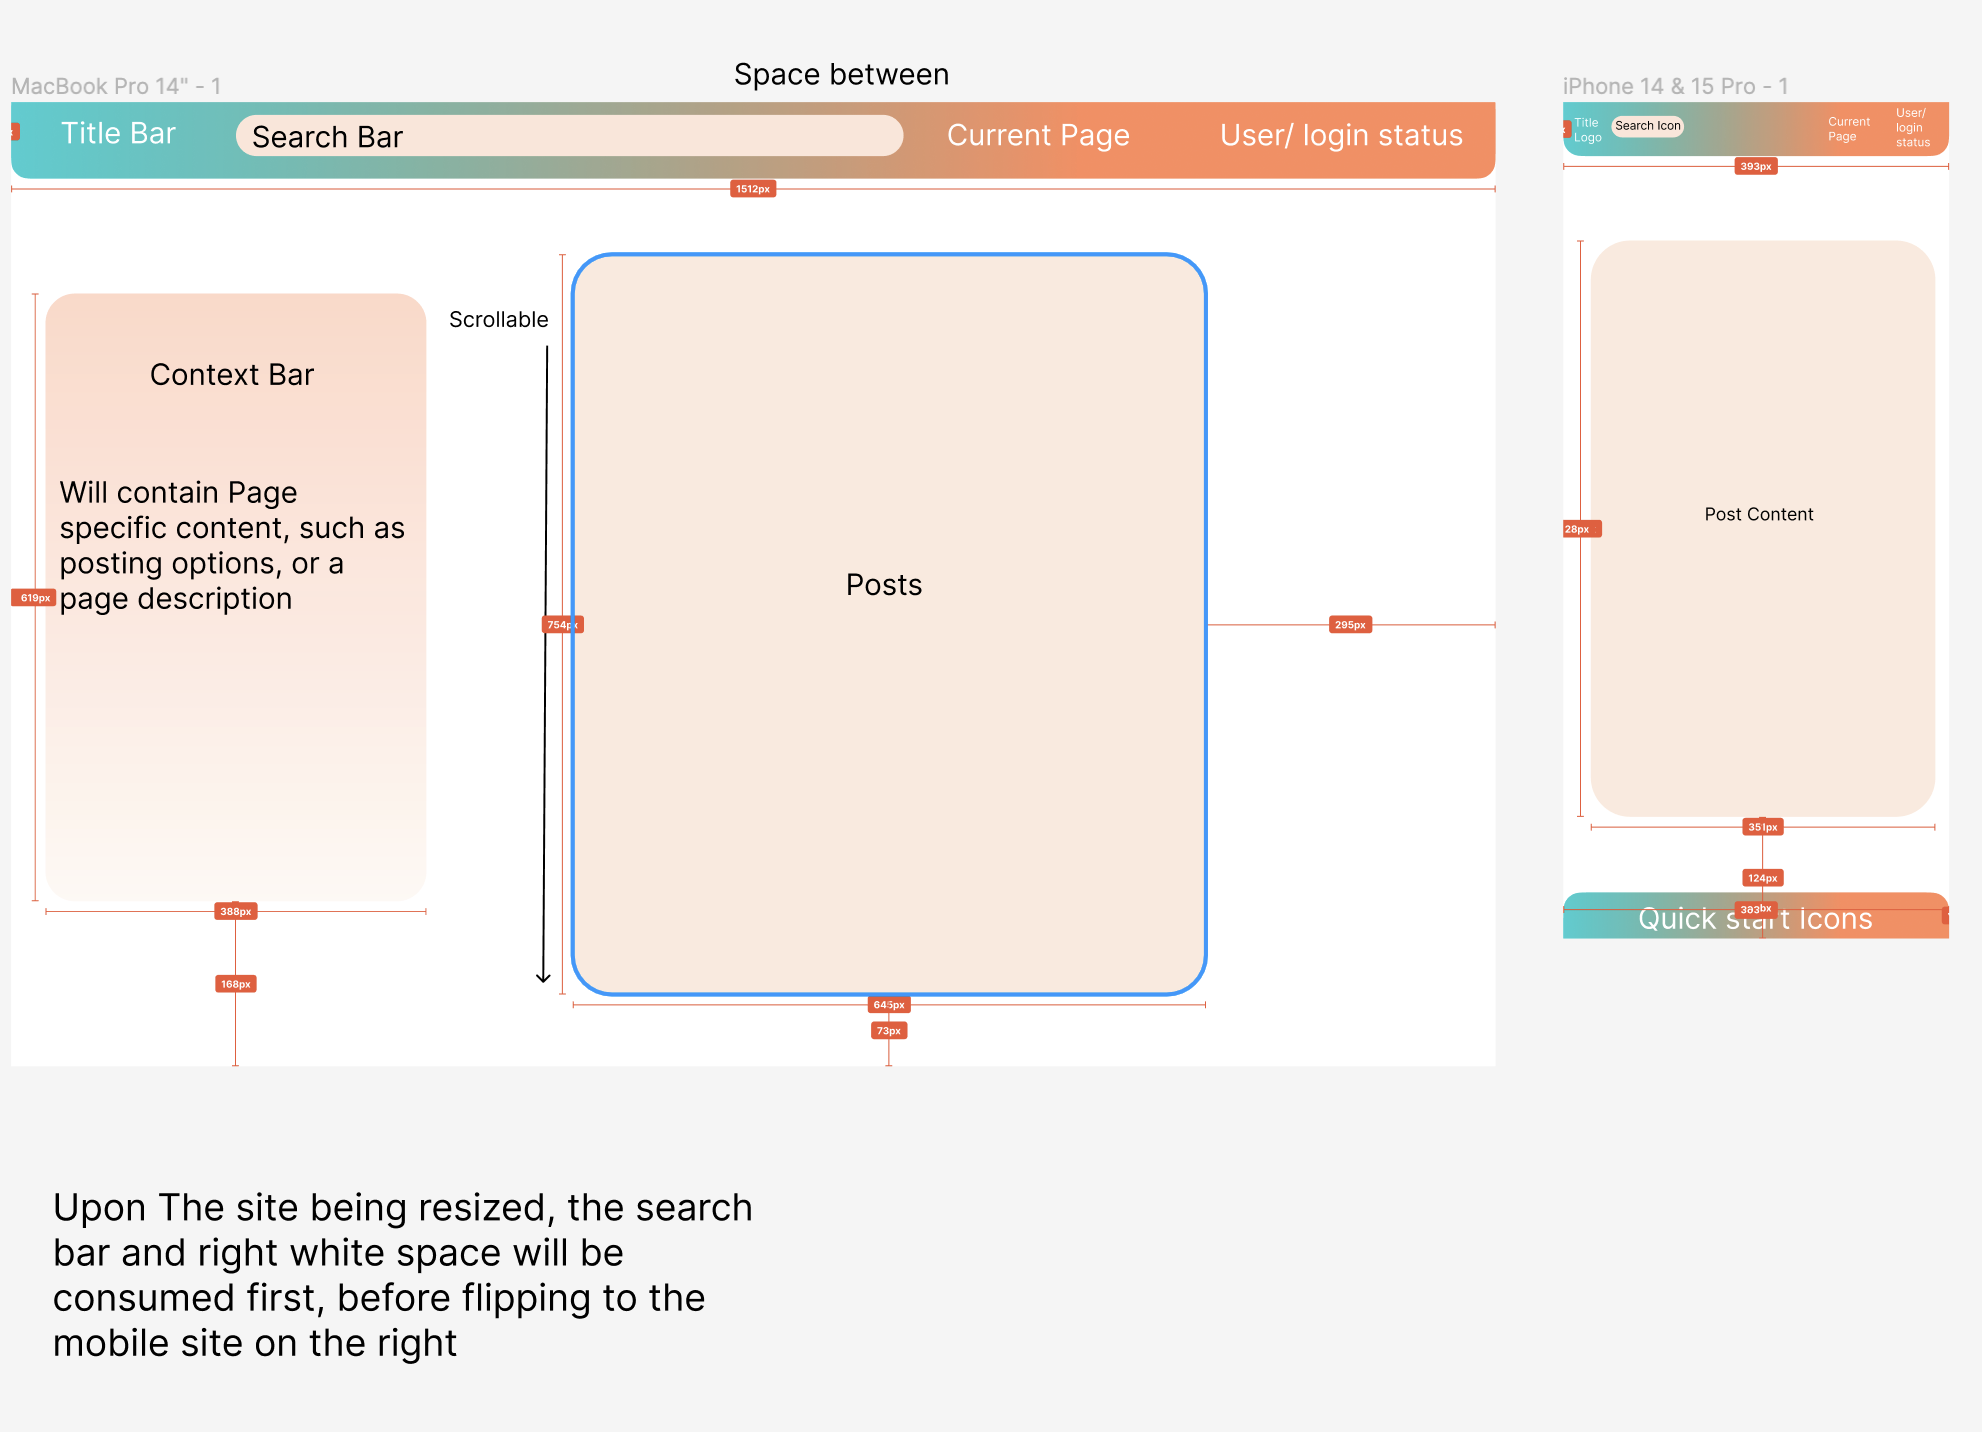 Space between
MacBook Pro 14" - 1
iPhone 14 & 15 Pro - 1
Title Bar
Search Bar
Current Page
User/ login status
1512px
Title
Logo
Search Icon
Current
Page
User/
login
status
393px
Scrollable
Context Bar
Will contain Page
specific content, such as
posting options, or a
page description
619px
388px
168px
754px
Posts
295px
645px
73px
Post Content
28px
351px
124px
Quick start Icons
Upon The site being resized, the search
bar and right white space will be
consumed first, before flipping to the
mobile site on the right